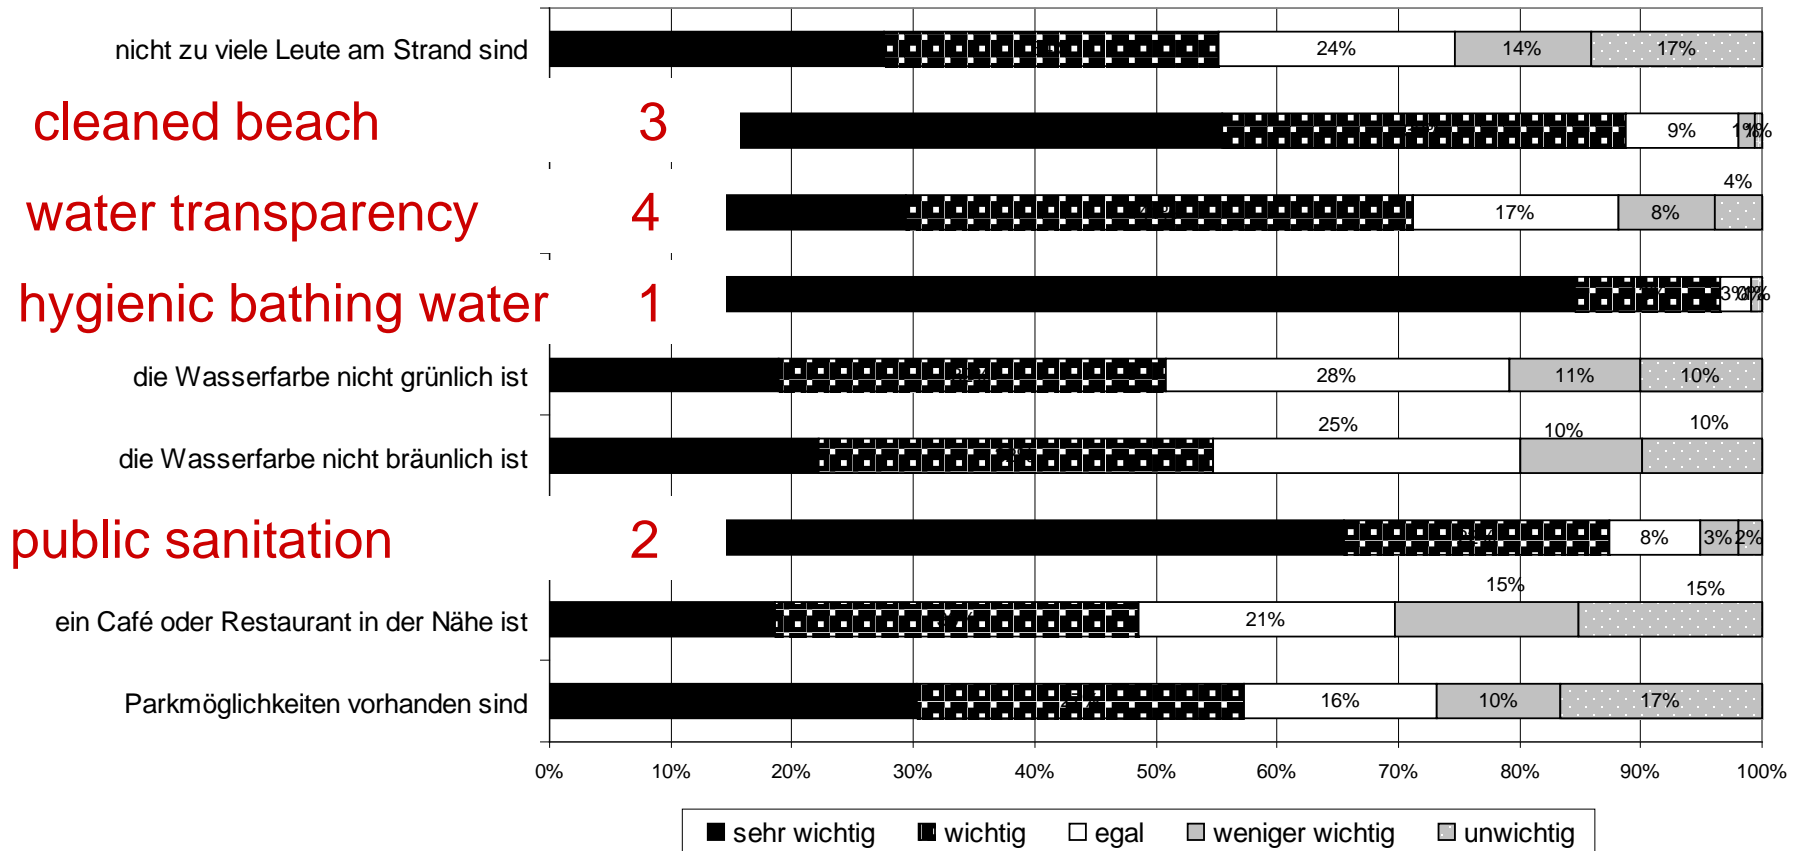 nicht zu viele Leute am Strand sind 24% 14% 17%
cleaned beach 3 9% 1% 1%
4%
water transparency 4 17% 8%
hygienic bathing water 1 3%
die Wasserfarbe nicht grünlich ist 28% 11% 10%
25% 10% 10%
die Wasserfarbe nicht bräunlich ist
public sanitation 2 8% 3% 2%
15% 15%
ein Café oder Restaurant in der Nähe ist 21%
Parkmöglichkeiten vorhanden sind 16% 10% 17%
0% 10% 20% 30% 40% 50% 60% 70% 80% 90% 100%
sehr wichtig wichtig egal weniger wichtig unwichtig